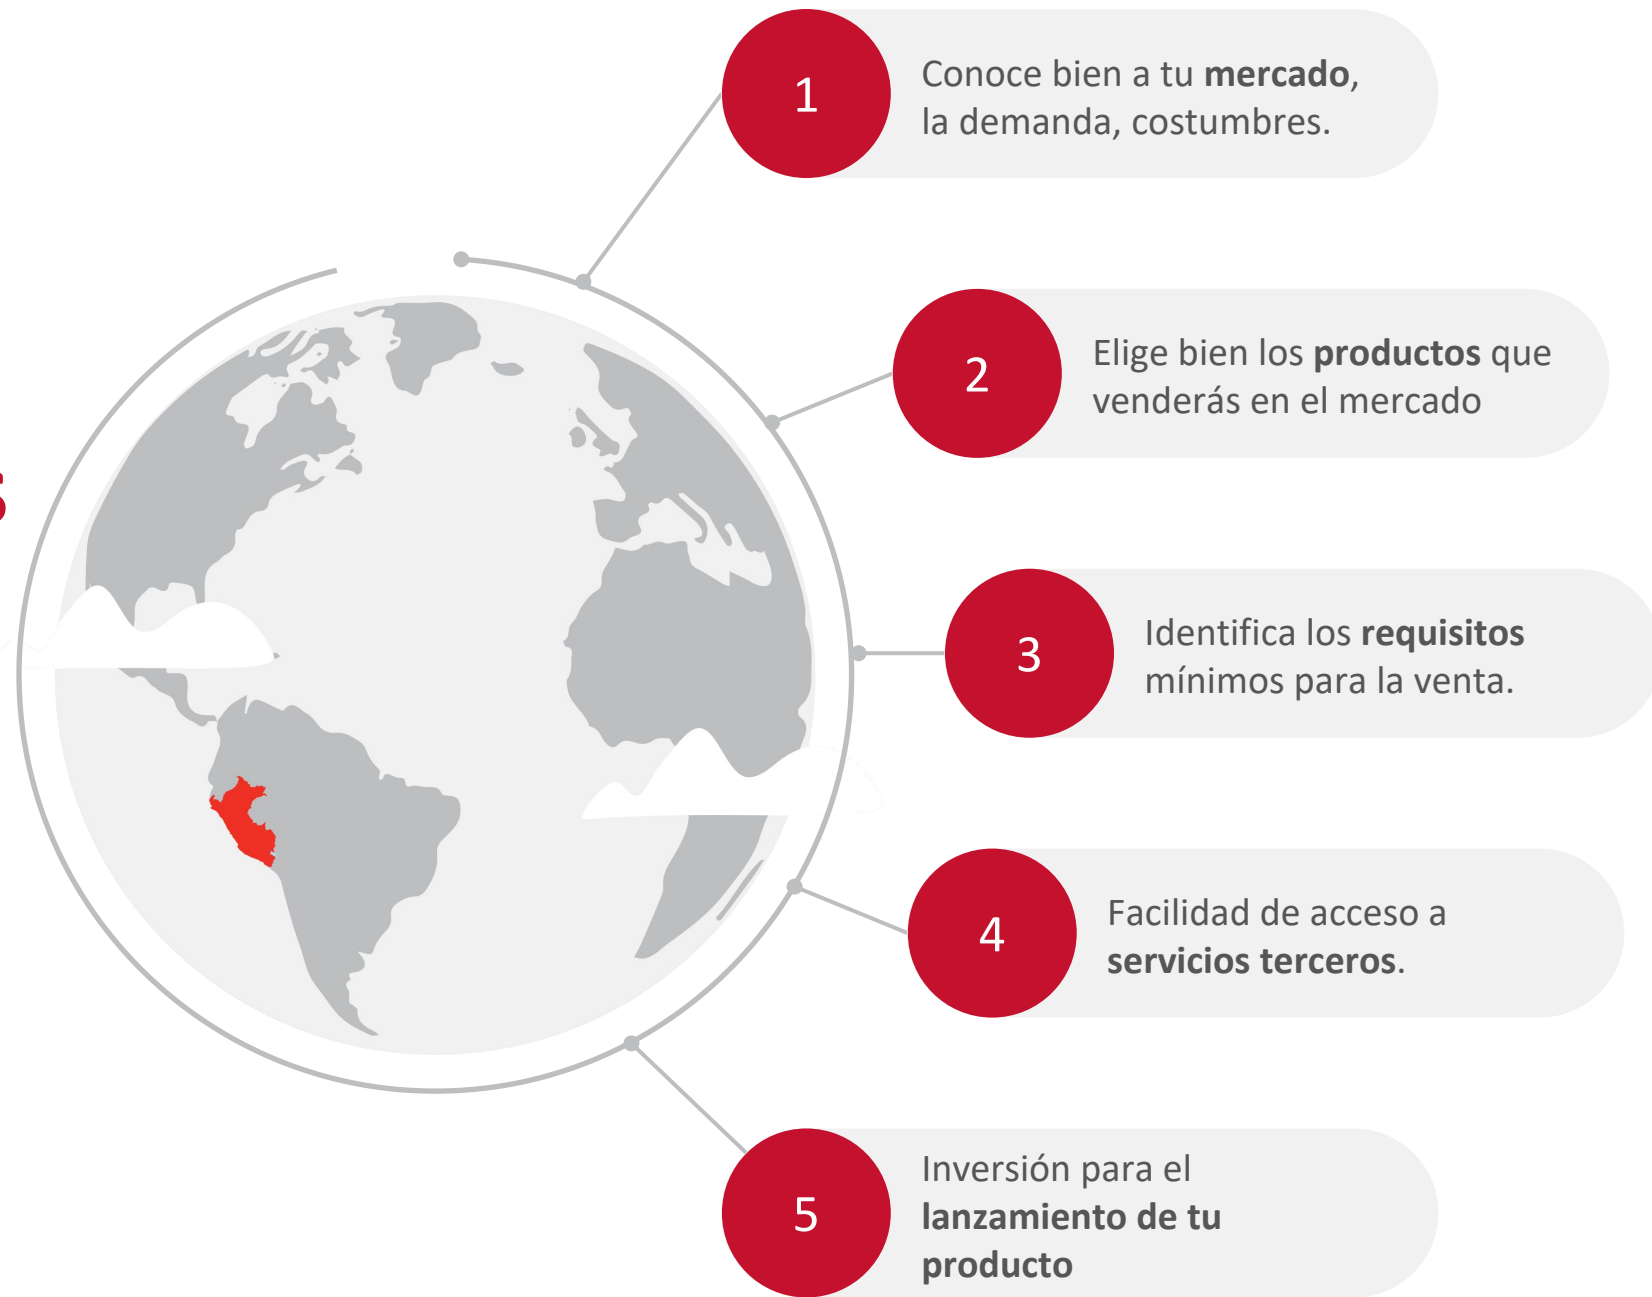 1
Conoce bien a tu mercado,
la demanda, costumbres.
2
Elige bien los productos que
venderás en el mercado
3
Identifica los requisitos
mínimos para la venta.
4
Facilidad de acceso a
servicios terceros.
5
Inversión para el
lanzamiento de tu
producto